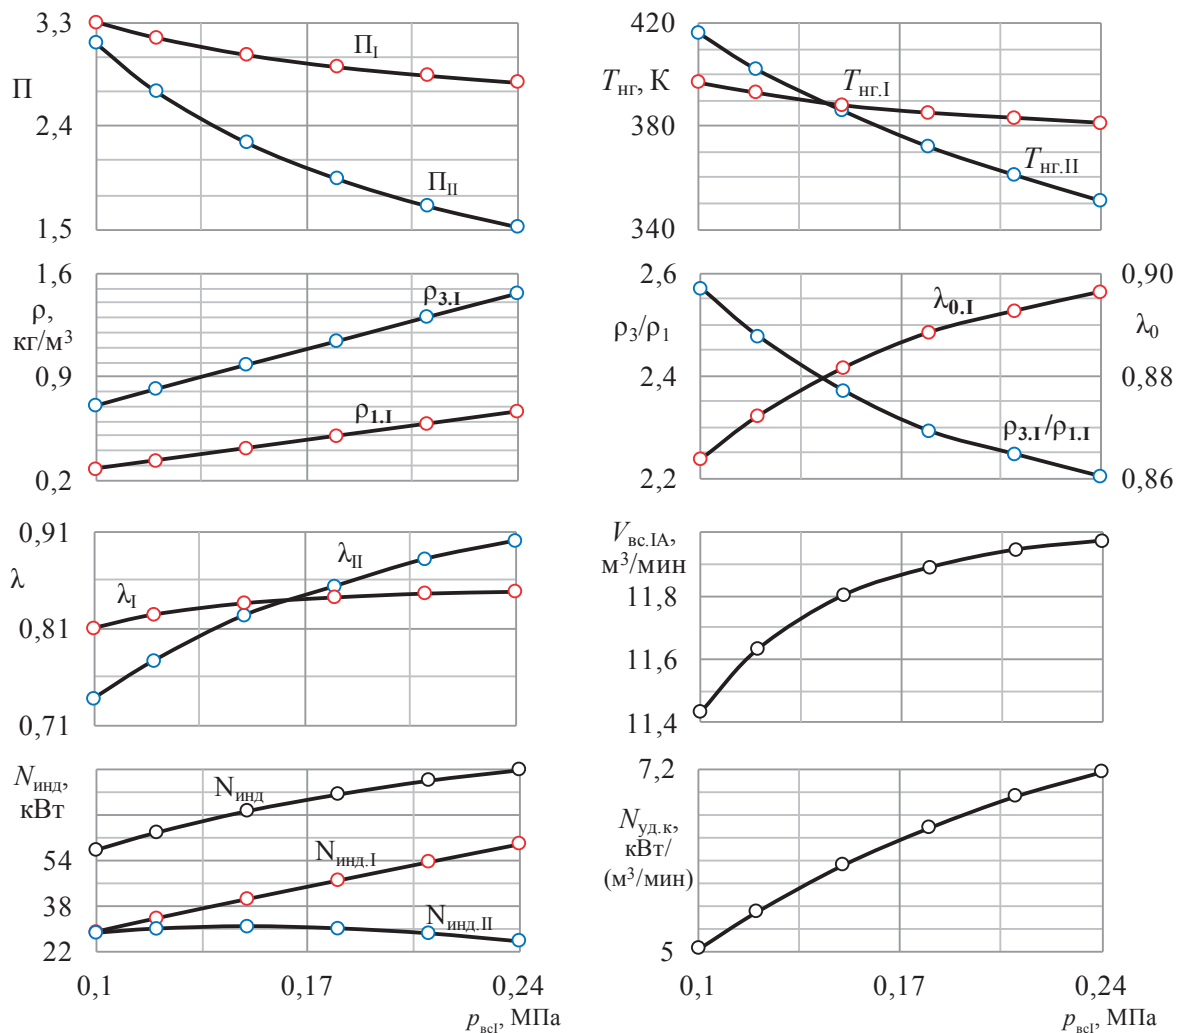 3,3
П
2,4
1,5
П_I
П_II
420
T_нг, К
380
340
T_нг.I
T_нг.II
1,6
ρ,
кг/м³
0,9
0,2
ρ_3.I
ρ_1.I
2,6
ρ_3/ρ_1
2,4
2,2
λ_0.I
ρ_3.I/ρ_1.I
0,90
λ_0
0,88
0,86
0,91
λ
0,81
0,71
λ_I
λ_II
V_вс.IA,
м³/мин
11,8
11,6
11,4
N_инд,
кВт
54
38
22
N_инд
N_инд.I
N_инд.II
0,1
0,17
0,24
p_всI, МПа
7,2
N_уд.к,
кВт/
(м³/мин)
5
0,1
0,17
0,24
p_всI, МПа